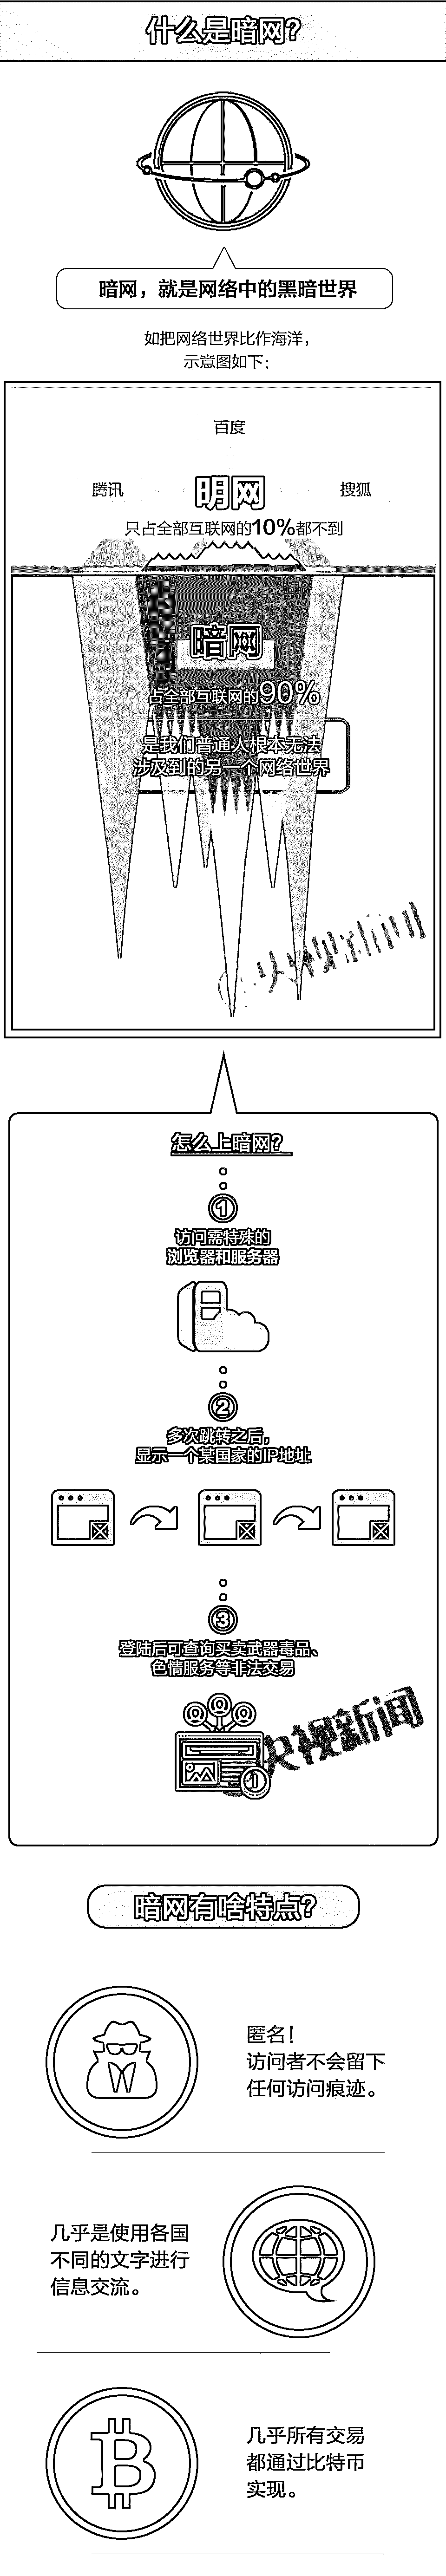 什么是暗网?
暗网，就是网络中的黑暗世界
如把网络世界比作海洋，
示意图如下：
百度
腾讯
明网
搜狐
只占全部互联网的10%都不到
暗网
占全部互联网的90%
是我们普通人根本无法
涉及到的另一个网络世界
央视新闻
怎么上暗网?
①
访问需特殊的
浏览器和服务器
②
多次跳转之后，
显示一个某国家的IP地址
③
登陆后可查询买卖武器毒品、
色情服务等非法交易
央视新闻
暗网有啥特点?
匿名！
访问者不会留下
任何访问痕迹。
几乎是使用各国
不同的文字进行
信息交流。
几乎所有交易
都通过比特币
实现。